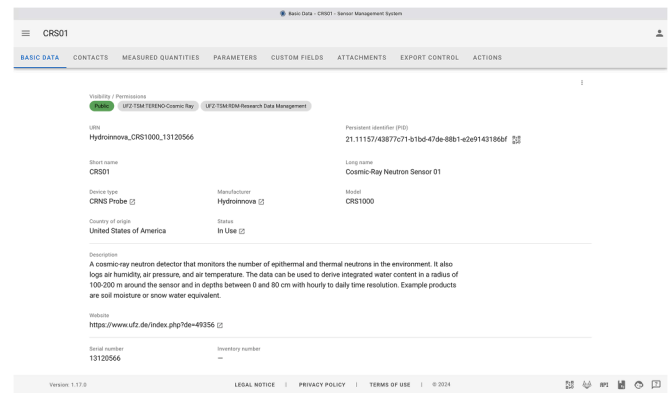 Basic Data - CRS01 - Sensor Management System
CRS01
BASIC DATA CONTACTS MEASURED QUANTITIES PARAMETERS CUSTOM FIELDS ATTACHMENTS EXPORT CONTROL ACTIONS
Visibility / Permissions
Public UFZ-TSM:TERENO-Cosmic Ray UFZ-TSM:RDM-Research Data Management
URN Persistent identifier (PID)
Hydroinnova_CRS1000_13120566 21.11157/43877c71-b1bd-47de-88b1-e2e9143186bf
Short name Long name
CRS01 Cosmic-Ray Neutron Sensor 01
Device type Manufacturer Model
CRNS Probe Hydroinnova CRS1000
Country of origin Status
United States of America In Use
Description
A cosmic-ray neutron detector that monitors the number of epithermal and thermal neutrons in the environment. It also
logs air humidity, air pressure, and air temperature. The data can be used to derive integrated water content in a radius of
100-200 m around the sensor and in depths between 0 and 80 cm with hourly to daily time resolution. Example products
are soil moisture or snow water equivalent.
Website
https://www.ufz.de/index.php?de=49356
Serial number Inventory number
13120566 —
Version: 1.17.0 LEGAL NOTICE | PRIVACY POLICY | TERMS OF USE | © 2024 API